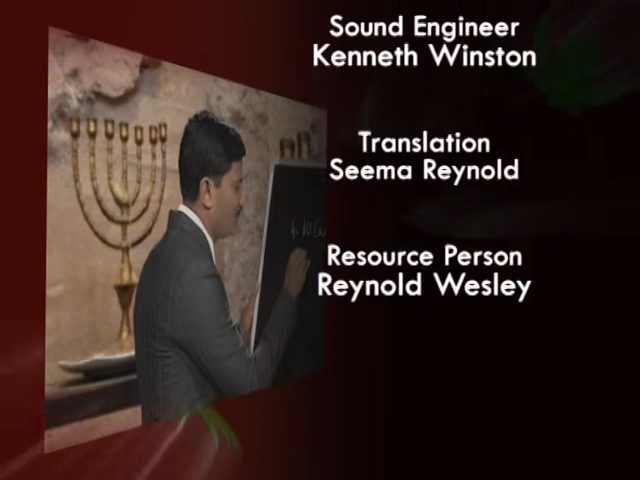 Sound Engineer
Kenneth Winston
Translation
Seema Reynold
Resource Person
Reynold Wesley